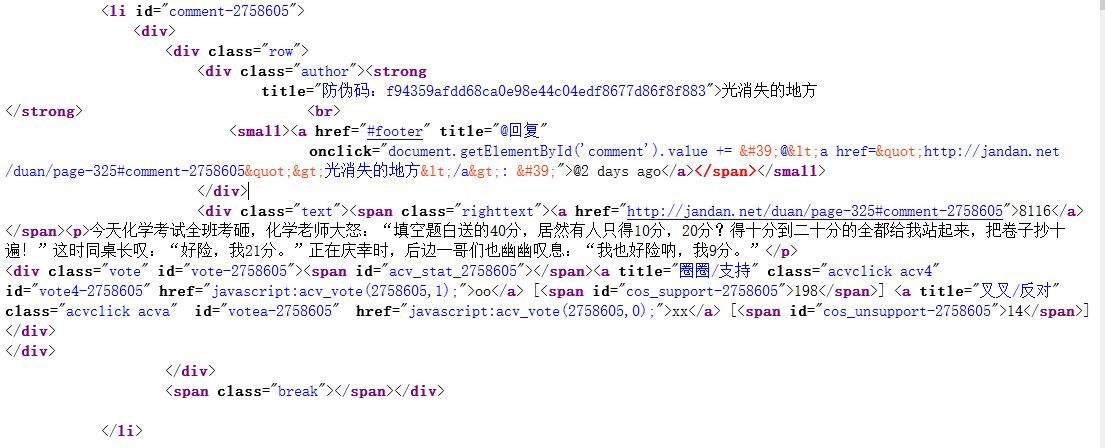 <li id="comment-2758605">
<div>
<div class="row">
<div class="author"><strong
title="防伪码：f94359afdd68ca0e98e44c04edf8677d86f8f883">光消失的地方
</strong> <br>
<small><a href="#footer" title="@回复"
onclick="document.getElementById('comment').value += &#39;@&lt;a href=&quot;http://jandan.net
/duan/page-325#comment-2758605&quot;&gt;光消失的地方&lt;/a&gt;: &#39;">@2 days ago</a></span></small>
</div>
<div class="text"><span class="righttext"><a href="http://jandan.net/duan/page-325#comment-2758605">8116</a>
</span><p>今天化学考试全班考砸，化学老师大怒：“填空题白送的40分，居然有人只得10分，20分？得十分到二十分的全都给我站起来，把卷子抄十
遍！”这时同桌长叹：“好险，我21分。”正在庆幸时，后边一哥们也幽幽叹息：“我也好险呐，我9分。” </p>
<div class="vote" id="vote-2758605"><span id="acv_stat_2758605"></span><a title="圈圈/支持" class="acvclick acv4"
id="vote4-2758605" href="javascript:acv_vote(2758605,1);">oo</a> [<span id="cos_support-2758605">198</span>] <a title="叉叉/反对"
class="acvclick acva" id="votea-2758605" href="javascript:acv_vote(2758605,0);">xx</a> [<span id="cos_unsupport-2758605">14</span>]
</div>
</div>
</div>
<span class="break"></span></div>
</li>